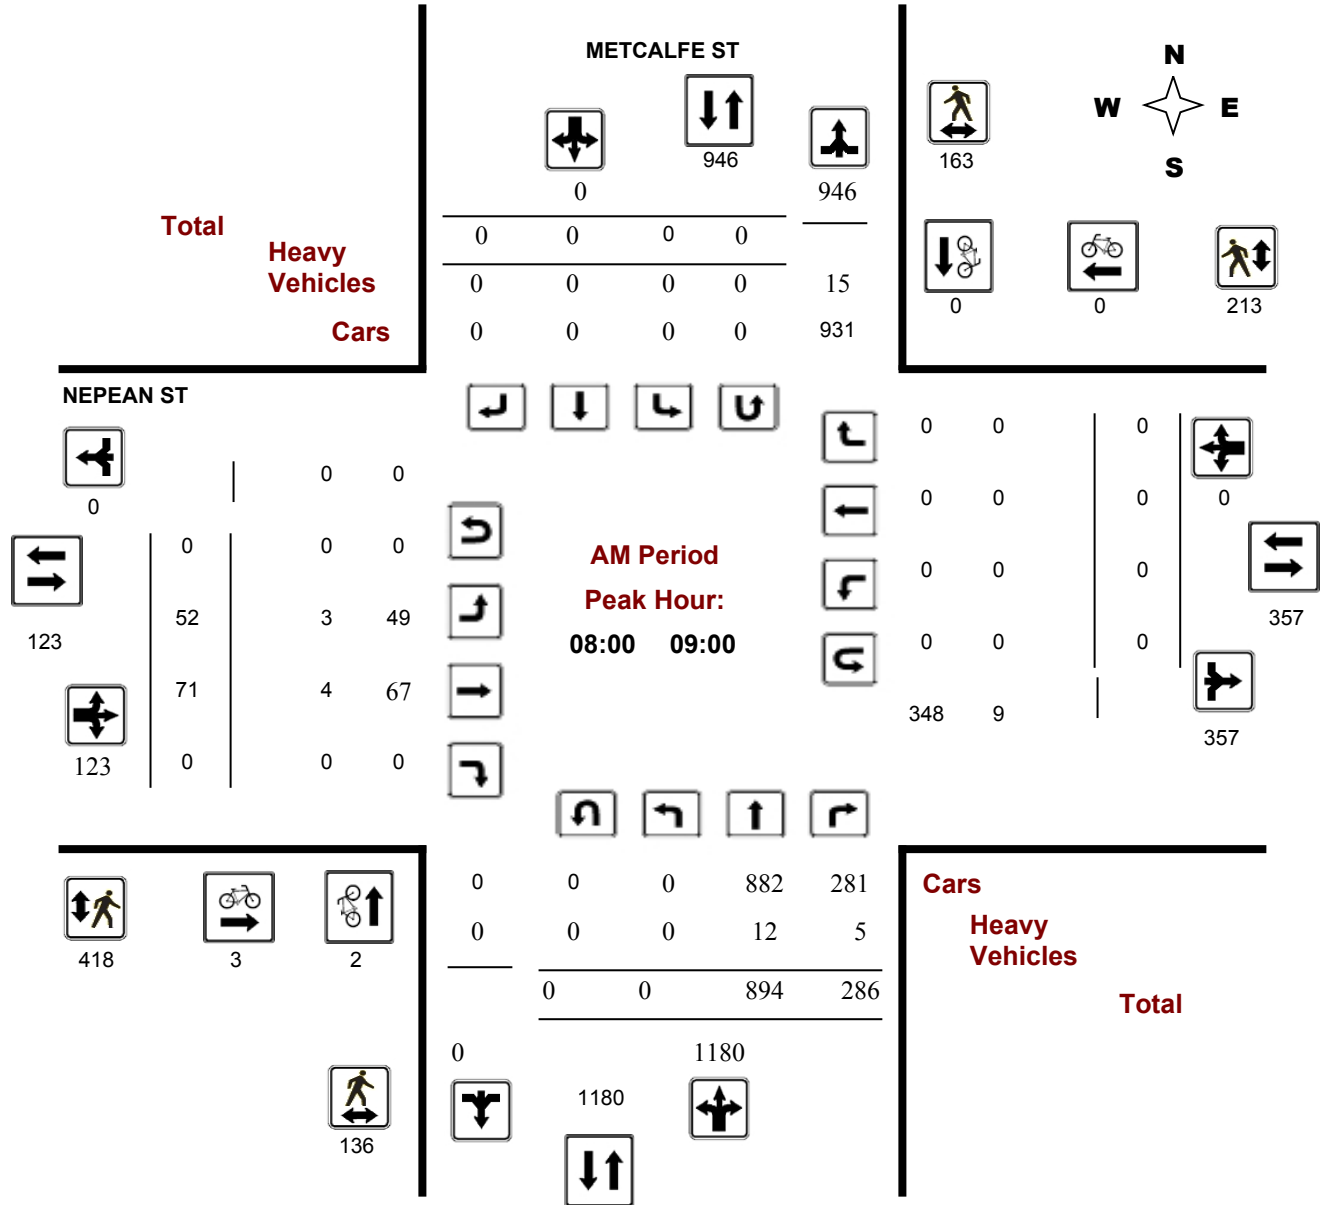 METCALFE ST
N
W E
S
946
163
0 946
Total
0 0 0 0
Heavy
Vehicles
0 0 0 0 15
0 0 213
Cars
0 0 0 0 931
NEPEAN ST
0 0 0
0 0
0 0 0 0
0
0 0 0
AM Period
0 0 0
Peak Hour:
52 3 49
357
123
08:00 09:00
0 0 0
71 4 67
348 9
357
123
0 0 0
0 0 0 882 281
Cars
0 0 0 12 5
Heavy
Vehicles
418 3 2
0 0 894 286
Total
0 1180
1180
136